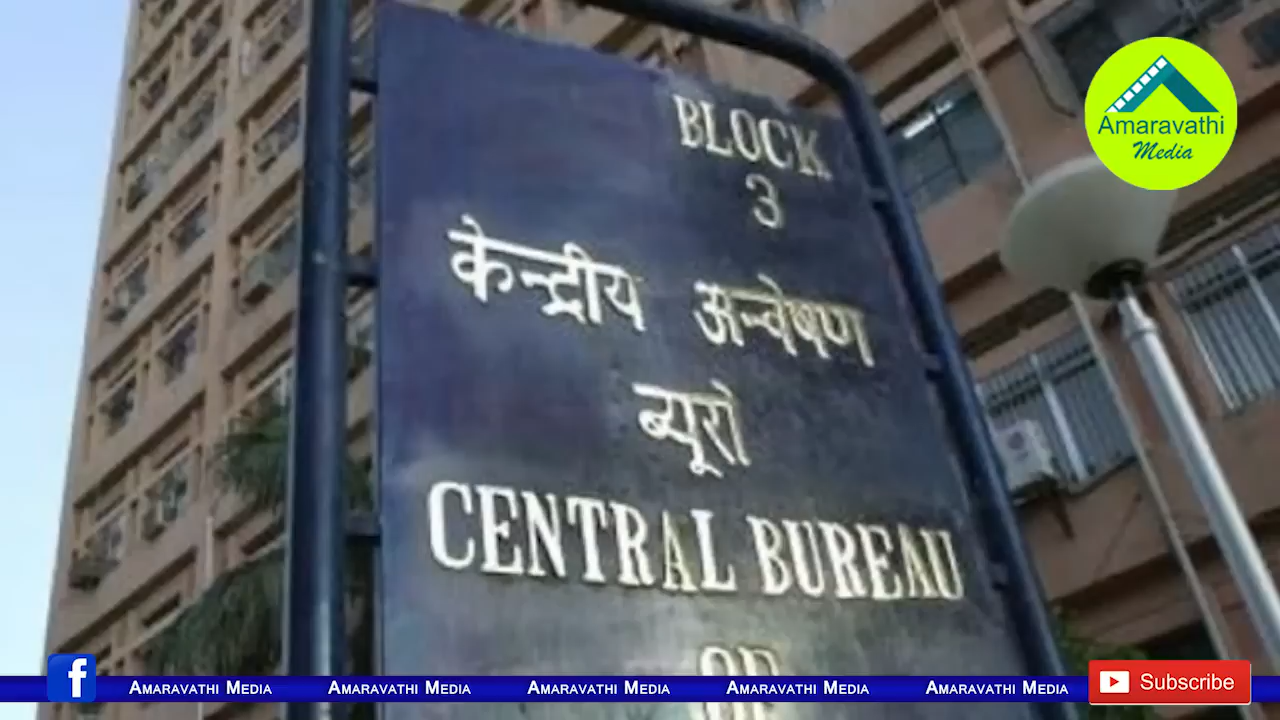 BLOCK
3
केन्द्रीय अन्वेषण
ब्यूरो
CENTRAL BUREAU
OF
Amaravathi
Media
f AMARAVATHI MEDIA AMARAVATHI MEDIA AMARAVATHI MEDIA AMARAVATHI MEDIA AMARAVATHI MEDIA Subscribe